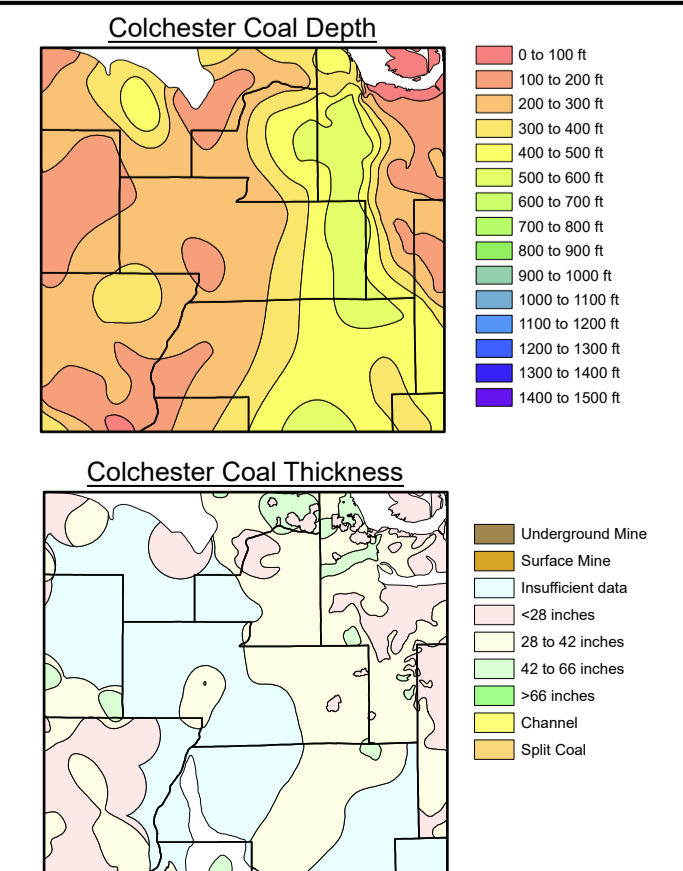 Colchester Coal Depth
0 to 100 ft
100 to 200 ft
200 to 300 ft
300 to 400 ft
400 to 500 ft
500 to 600 ft
600 to 700 ft
700 to 800 ft
800 to 900 ft
900 to 1000 ft
1000 to 1100 ft
1100 to 1200 ft
1200 to 1300 ft
1300 to 1400 ft
1400 to 1500 ft
Colchester Coal Thickness
Underground Mine
Surface Mine
Insufficient data
<28 inches
28 to 42 inches
42 to 66 inches
>66 inches
Channel
Split Coal